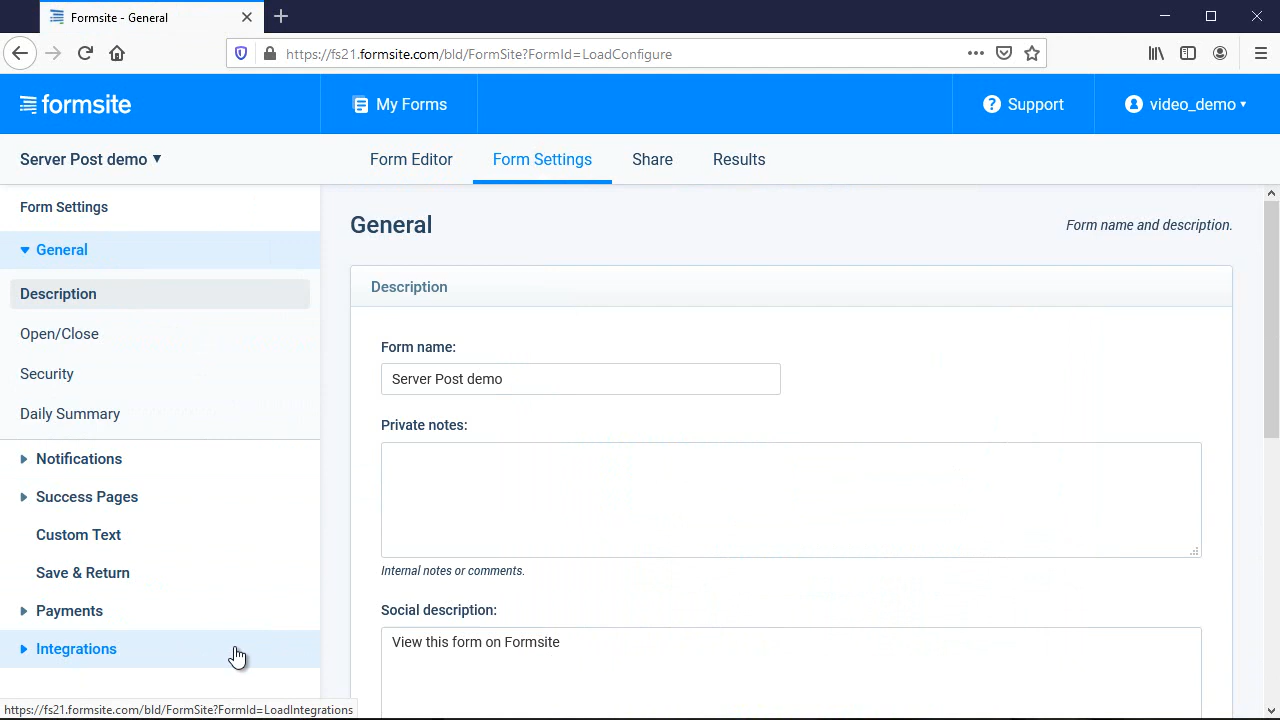 Formsite - General
https://fs21.formsite.com/bld/FormSite?FormId=LoadConfigure
formsite
My Forms
Support
video_demo
Server Post demo
Form Editor
Form Settings
Share
Results
Form Settings
General
Description
Open/Close
Security
Daily Summary
Notifications
Success Pages
Custom Text
Save & Return
Payments
Integrations
General
Form name and description.
Description
Form name:
Server Post demo
Private notes:
Internal notes or comments.
Social description:
View this form on Formsite
https://fs21.formsite.com/bld/FormSite?FormId=LoadIntegrations